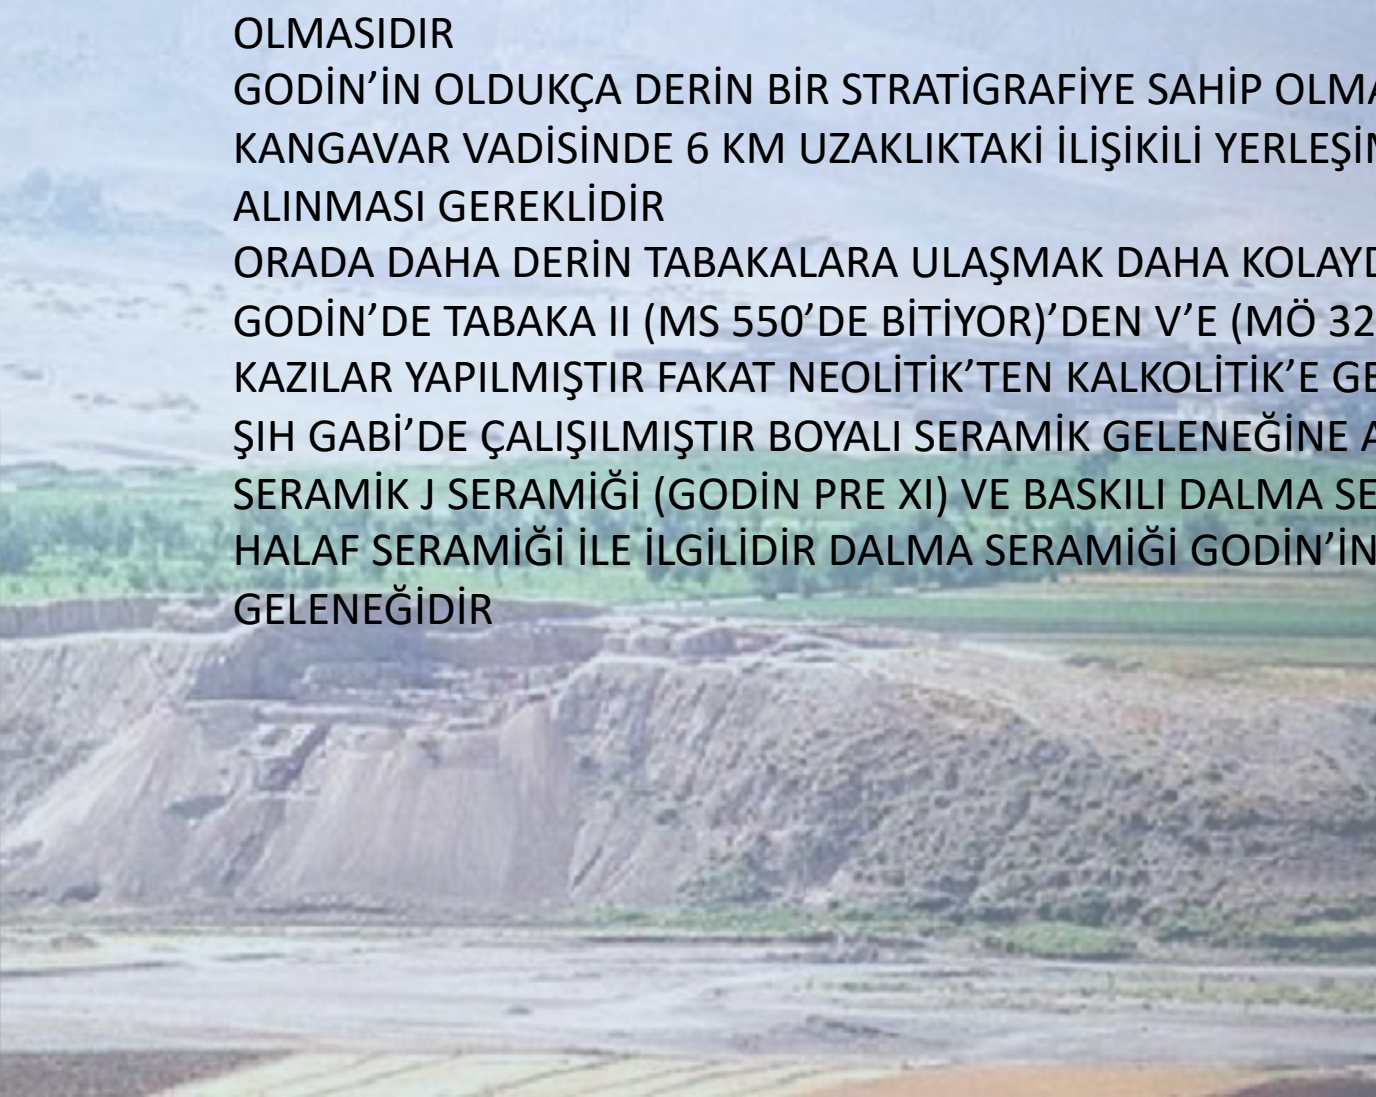 OLMASIDIR
GODİN’İN OLDUKÇA DERİN BİR STRATİGRAFİYE SAHİP OLMA
KANGAVAR VADİSİNDE 6 KM UZAKLIKTAKİ İLİŞİKİLİ YERLEŞİM
ALINMASI GEREKLİDİR
ORADA DAHA DERİN TABAKALARA ULAŞMAK DAHA KOLAYD
GODİN’DE TABAKA II (MS 550’DE BİTİYOR)’DEN V’E (MÖ 32
KAZILAR YAPILMIŞTIR FAKAT NEOLİTİK’TEN KALKOLİTİK’E GE
ŞIH GABİ’DE ÇALIŞILMIŞTIR BOYALI SERAMİK GELENEĞİNE A
SERAMİK J SERAMİĞİ (GODİN PRE XI) VE BASKILI DALMA SE
HALAF SERAMİĞİ İLE İLGİLİDİR DALMA SERAMİĞİ GODİN’İN
GELENEĞİDİR